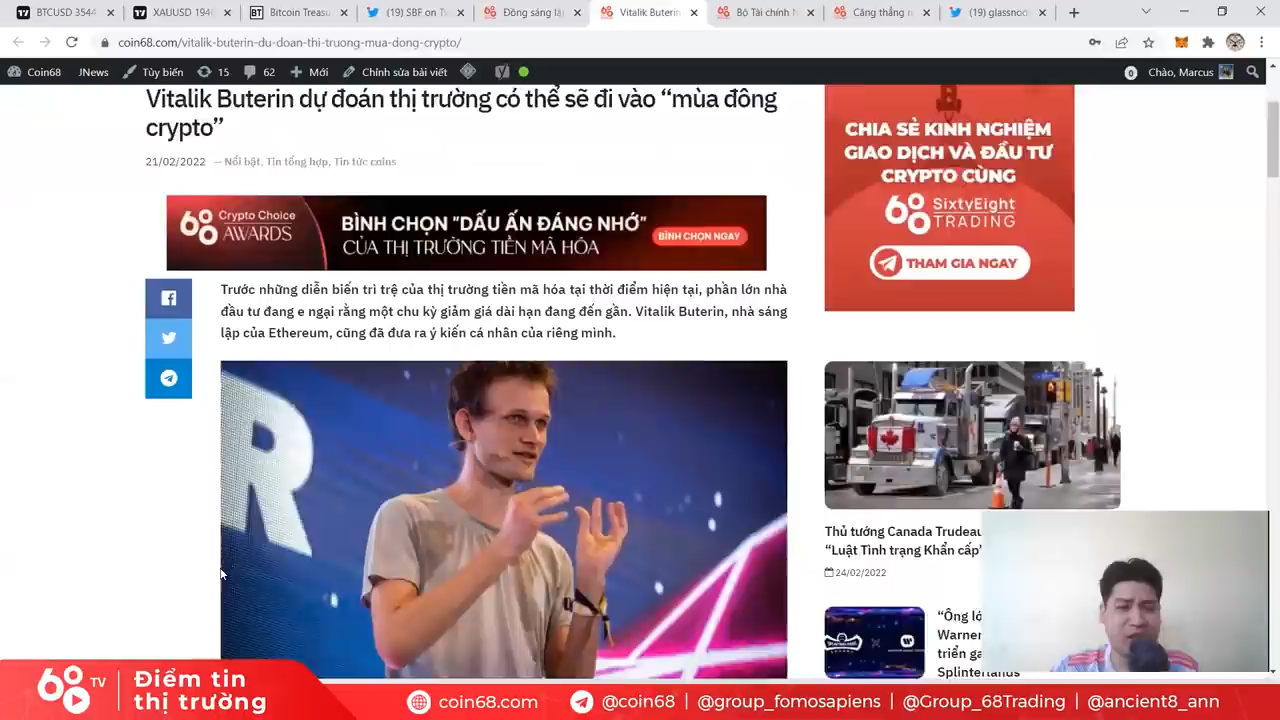 BTCUSD 3544
XAUUSD 1946
Bitcoin Treasu
(19) SBF on Tw
Đồng sáng lậ
Vitalik Buterin
Bộ Tài chính N
Căng thẳng n
(19) glassnode
coin68.com/vitalik-buterin-du-doan-thi-truong-mua-dong-crypto/
Coin68
JNews
Tùy biến
15
62
Mới
Chỉnh sửa bài viết
0
Chào, Marcus
Vitalik Buterin dự đoán thị trường có thể sẽ đi vào “mùa đông
crypto”
21/02/2022 — Nổi bật, Tin tổng hợp, Tin tức coins
68 Crypto Choice
AWARDS
BÌNH CHỌN "DẤU ẤN ĐÁNG NHỚ"
CỦA THỊ TRƯỜNG TIỀN MÃ HÓA
BÌNH CHỌN NGAY
Trước những diễn biến trì trệ của thị trường tiền mã hóa tại thời điểm hiện tại, phần lớn nhà
đầu tư đang e ngại rằng một chu kỳ giảm giá dài hạn đang đến gần. Vitalik Buterin, nhà sáng
lập của Ethereum, cũng đã đưa ra ý kiến cá nhân của riêng mình.
R
CHIA SẺ KINH NGHIỆM
GIAO DỊCH VÀ ĐẦU TƯ
CRYPTO CÙNG
68 SixtyEight
TRADING
THAM GIA NGAY
Thủ tướng Canada Trudeau
“Luật Tình trạng Khẩn cấp”
24/02/2022
“Ông lớ
Warner
triển ga
Splinterlands
68 TV
Điểm tin
thị trường
coin68.com | @coin68 | @group_fomosapiens | @Group_68Trading | @ancient8_ann